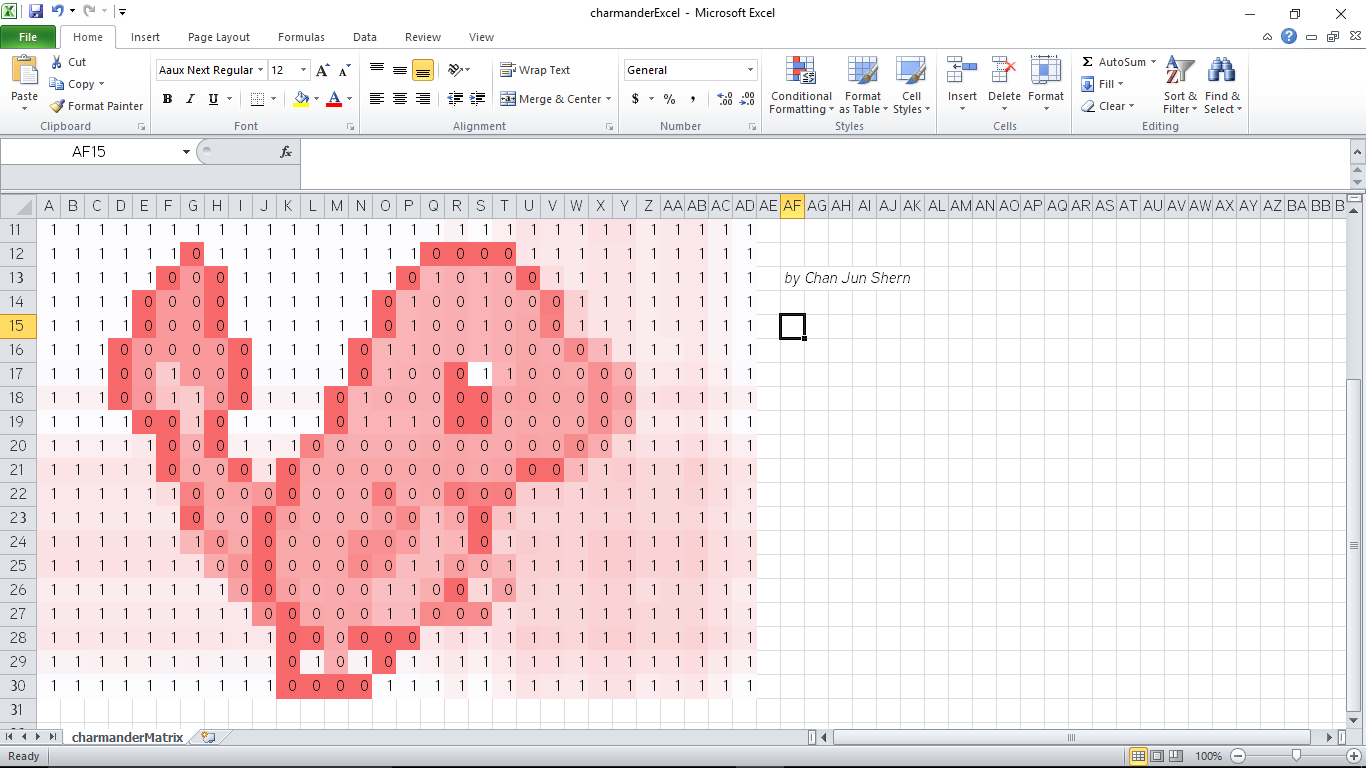 charmanderExcel - Microsoft Excel
File Home Insert Page Layout Formulas Data Review View
Paste Cut Copy Format Painter Clipboard
Aaux Next Regular 12 B I U A A A Font
Wrap Text Merge & Center Alignment
General $ % , .00 .0 Number
Conditional Formatting Format as Table Cell Styles Styles
Insert Delete Format Cells
Σ AutoSum Fill Clear Sort & Filter Find & Select Editing
AF15 fx
A B C D E F G H I J K L M N O P Q R S T U V W X Y Z AA AB AC AD AE AF AG AH AI AJ AK AL AM AN AO AP AQ AR AS AT AU AV AW AX AY AZ BA BB B
11 1 1 1 1 1 1 1 1 1 1 1 1 1 1 1 1 1 1 1 1 1 1 1 1 1 1 1 1 1 1
12 1 1 1 1 1 1 0 1 1 1 1 1 1 1 1 1 0 0 0 0 1 1 1 1 1 1 1 1 1 1
13 1 1 1 1 1 0 0 0 1 1 1 1 1 1 1 0 1 0 1 0 0 1 1 1 1 1 1 1 1 1 by Chan Jun Shern
14 1 1 1 1 0 0 0 0 1 1 1 1 1 1 0 1 0 0 1 0 0 0 1 1 1 1 1 1 1 1
15 1 1 1 1 0 0 0 0 1 1 1 1 1 1 0 1 0 0 1 0 0 0 1 1 1 1 1 1 1 1
16 1 1 1 0 0 0 0 0 0 1 1 1 1 0 1 1 0 0 1 0 0 0 0 1 1 1 1 1 1 1
17 1 1 1 0 0 1 0 0 0 1 1 1 1 0 1 0 0 0 1 1 0 0 0 0 0 1 1 1 1 1
18 1 1 1 0 0 1 1 0 0 1 1 1 0 1 0 0 0 0 0 0 0 0 0 0 0 1 1 1 1 1
19 1 1 1 1 0 0 1 0 1 1 1 1 0 1 1 1 0 0 0 0 0 0 0 0 0 1 1 1 1 1
20 1 1 1 1 1 0 0 0 1 1 1 0 0 0 0 0 0 0 0 0 0 0 0 0 1 1 1 1 1 1
21 1 1 1 1 1 0 0 0 0 1 0 0 0 0 0 0 0 0 0 0 0 0 1 1 1 1 1 1 1 1
22 1 1 1 1 1 1 0 0 0 0 0 0 0 0 0 0 0 0 0 0 1 1 1 1 1 1 1 1 1 1
23 1 1 1 1 1 1 0 0 0 0 0 0 0 0 0 0 1 0 0 1 1 1 1 1 1 1 1 1 1 1
24 1 1 1 1 1 1 1 0 0 0 0 0 0 0 0 0 1 1 0 1 1 1 1 1 1 1 1 1 1 1
25 1 1 1 1 1 1 1 0 0 0 0 0 0 0 0 1 1 0 0 1 1 1 1 1 1 1 1 1 1 1
26 1 1 1 1 1 1 1 1 0 0 0 0 0 0 1 1 0 0 1 0 1 1 1 1 1 1 1 1 1 1
27 1 1 1 1 1 1 1 1 1 0 0 0 0 0 1 1 0 0 0 1 1 1 1 1 1 1 1 1 1 1
28 1 1 1 1 1 1 1 1 1 1 0 0 0 0 0 0 1 1 1 1 1 1 1 1 1 1 1 1 1 1
29 1 1 1 1 1 1 1 1 1 1 0 1 0 1 0 1 1 1 1 1 1 1 1 1 1 1 1 1 1 1
30 1 1 1 1 1 1 1 1 1 1 0 0 0 0 1 1 1 1 1 1 1 1 1 1 1 1 1 1 1 1
31
charmanderMatrix
Ready 100%